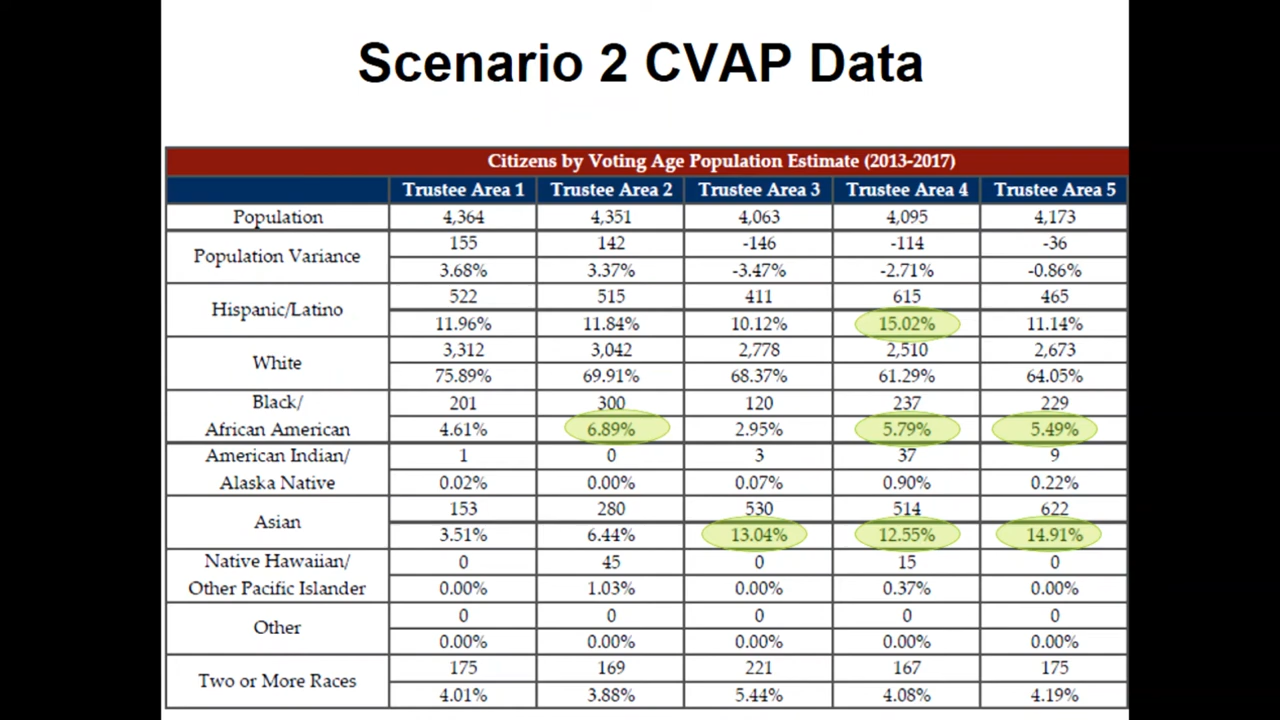 Scenario 2 CVAP Data
Citizens by Voting Age Population Estimate (2013-2017)
Trustee Area 1 Trustee Area 2 Trustee Area 3 Trustee Area 4 Trustee Area 5
Population 4,364 4,351 4,063 4,095 4,173
Population Variance 155 142 -146 -114 -36
3.68% 3.37% -3.47% -2.71% -0.86%
Hispanic/Latino 522 515 411 615 465
11.96% 11.84% 10.12% 15.02% 11.14%
White 3,312 3,042 2,778 2,510 2,673
75.89% 69.91% 68.37% 61.29% 64.05%
Black/ 201 300 120 237 229
African American 4.61% 6.89% 2.95% 5.79% 5.49%
American Indian/ 1 0 3 37 9
Alaska Native 0.02% 0.00% 0.07% 0.90% 0.22%
Asian 153 280 530 514 622
3.51% 6.44% 13.04% 12.55% 14.91%
Native Hawaiian/ 0 45 0 15 0
Other Pacific Islander 0.00% 1.03% 0.00% 0.37% 0.00%
Other 0 0 0 0 0
0.00% 0.00% 0.00% 0.00% 0.00%
Two or More Races 175 169 221 167 175
4.01% 3.88% 5.44% 4.08% 4.19%